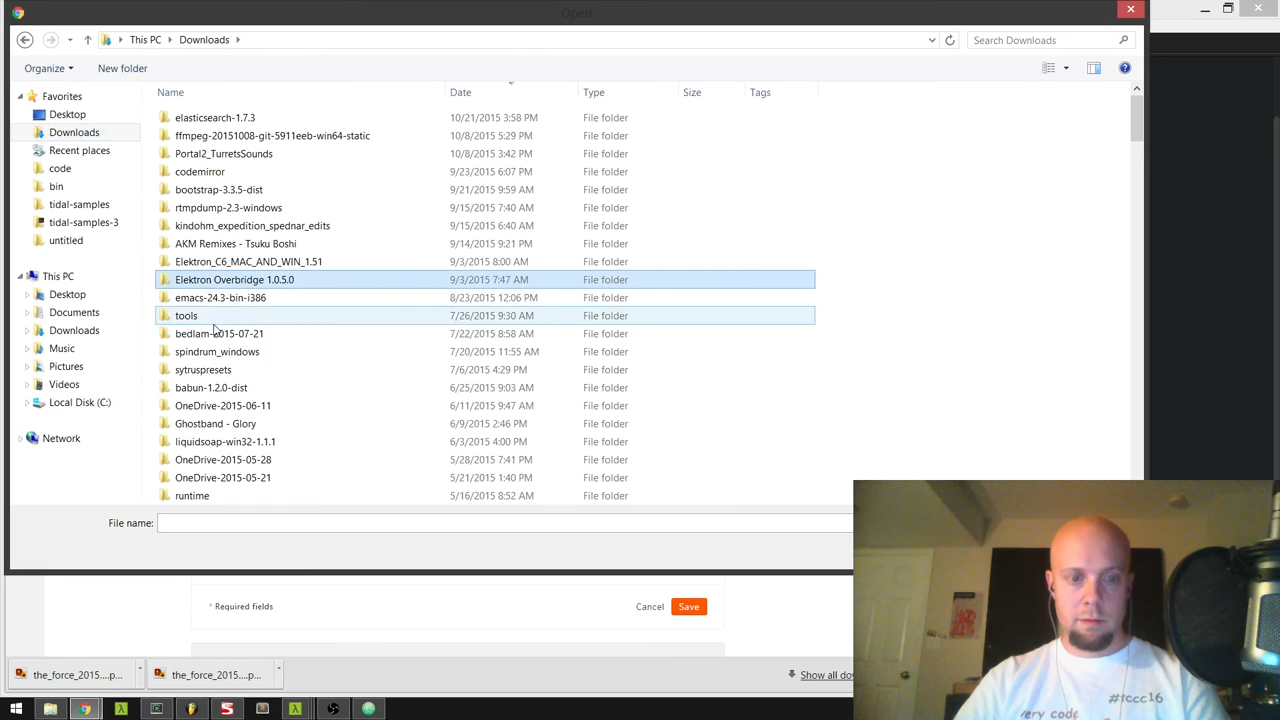 Open
This PC
Downloads
Search Downloads
Organize
New folder
Name
Date
Type
Size
Tags
Favorites
Desktop
Downloads
Recent places
code
bin
tidal-samples
tidal-samples-3
untitled
This PC
Desktop
Documents
Downloads
Music
Pictures
Videos
Local Disk (C:)
Network
elasticsearch-1.7.3 10/21/2015 3:58 PM File folder
ffmpeg-20151008-git-5911eeb-win64-static 10/8/2015 5:29 PM File folder
Portal2_TurretsSounds 10/8/2015 3:42 PM File folder
codemirror 9/23/2015 6:07 PM File folder
bootstrap-3.3.5-dist 9/21/2015 9:59 AM File folder
rtmpdump-2.3-windows 9/15/2015 7:40 AM File folder
kindohm_expedition_spednar_edits 9/15/2015 6:40 AM File folder
AKM Remixes - Tsuku Boshi 9/14/2015 9:21 PM File folder
Elektron_C6_MAC_AND_WIN_1.51 9/3/2015 8:00 AM File folder
Elektron Overbridge 1.0.5.0 9/3/2015 7:47 AM File folder
emacs-24.3-bin-i386 8/23/2015 12:06 PM File folder
tools 7/26/2015 9:30 AM File folder
bedlam-2015-07-21 7/22/2015 8:58 AM File folder
spindrum_windows 7/20/2015 11:55 AM File folder
sytruspresets 7/6/2015 4:29 PM File folder
babun-1.2.0-dist 6/25/2015 9:03 AM File folder
OneDrive-2015-06-11 6/11/2015 9:47 AM File folder
Ghostband - Glory 6/9/2015 2:46 PM File folder
liquidsoap-win32-1.1.1 6/3/2015 4:00 PM File folder
OneDrive-2015-05-28 5/28/2015 7:41 PM File folder
OneDrive-2015-05-21 5/21/2015 1:40 PM File folder
runtime 5/16/2015 8:52 AM File folder
File name:
* Required fields
Cancel
Save
the_force_2015....p...
the_force_2015....p...
Show all do
#tccc16
very code